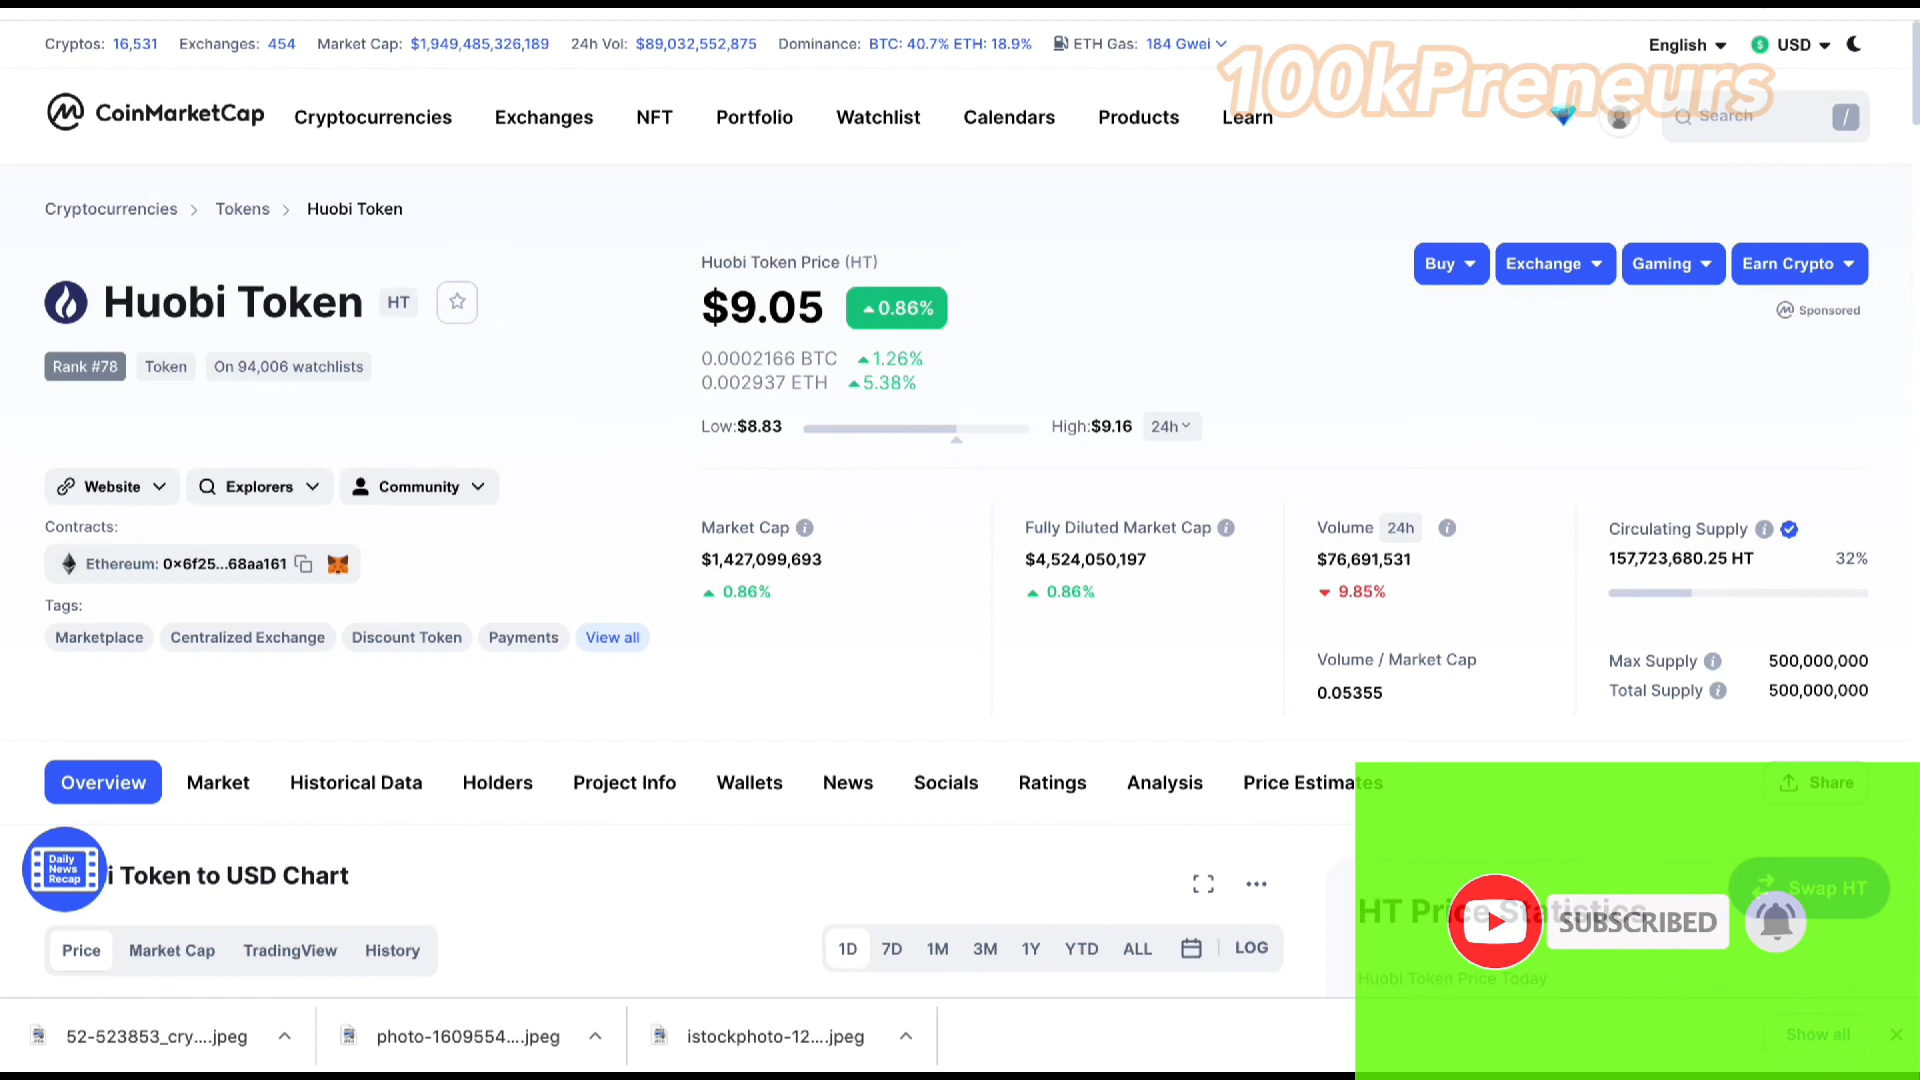 Cryptos: 16,531 Exchanges: 454 Market Cap: $1,949,485,326,189 24h Vol: $89,032,552,875 Dominance: BTC: 40.7% ETH: 18.9% ETH Gas: 184 Gwei English USD
100kPreneurs
CoinMarketCap Cryptocurrencies Exchanges NFT Portfolio Watchlist Calendars Products Learn Search /
Cryptocurrencies > Tokens > Huobi Token
Huobi Token HT
Rank #78 Token On 94,006 watchlists
Website Explorers Community
Contracts:
Ethereum: 0x6f25...68aa161
Tags:
Marketplace Centralized Exchange Discount Token Payments View all
Huobi Token Price (HT)
$9.05 0.86%
0.0002166 BTC 1.26%
0.002937 ETH 5.38%
Low:$8.83 High:$9.16 24h
Buy Exchange Gaming Earn Crypto
Sponsored
Market Cap
$1,427,099,693
0.86%
Fully Diluted Market Cap
$4,524,050,197
0.86%
Volume 24h
$76,691,531
9.85%
Volume / Market Cap
0.05355
Circulating Supply
157,723,680.25 HT 32%
Max Supply 500,000,000
Total Supply 500,000,000
Overview Market Historical Data Holders Project Info Wallets News Socials Ratings Analysis Price Estimates Share
Daily
News
Recap
i Token to USD Chart
Price Market Cap TradingView History
1D 7D 1M 3M 1Y YTD ALL LOG
Swap HT
HT Price Statistics
SUBSCRIBED
Huobi Token Price Today
52-523853_cry....jpeg photo-1609554....jpeg istockphoto-12....jpeg Show all